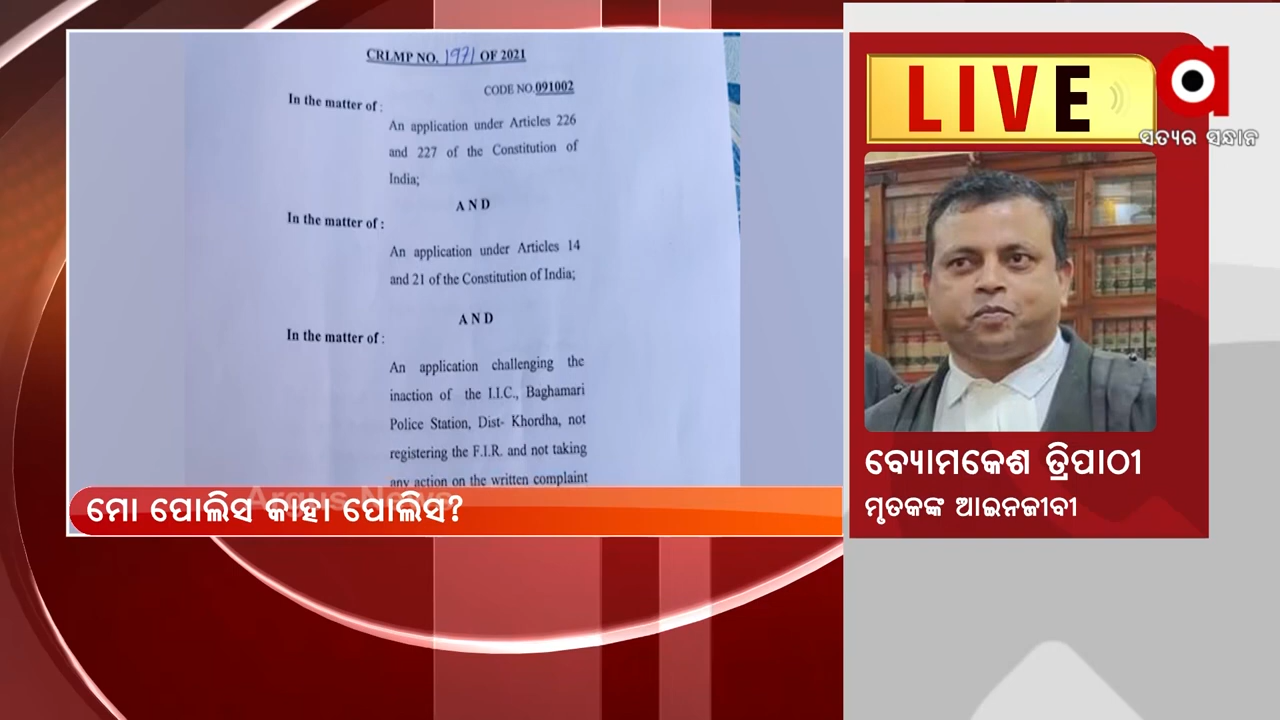 CRLMP NO. 1971 OF 2021
CODE NO.091002
In the matter of :
An application under Articles 226
and 227 of the Constitution of
India;
AND
In the matter of :
An application under Articles 14
and 21 of the Constitution of India;
AND
In the matter of :
An application challenging the
inaction of the I.I.C., Baghamari
Police Station, Dist- Khordha, not
registering the F.I.R. and not taking
any action on the written complaint
Argus News
ମୋ ପୋଲିସ କାହା ପୋଲିସ?
LIVE
ସତ୍ୟର ସନ୍ଧାନ
ବ୍ୟୋମକେଶ ତ୍ରିପାଠୀ
ମୃତକଙ୍କ ଆଇନଜୀବୀ